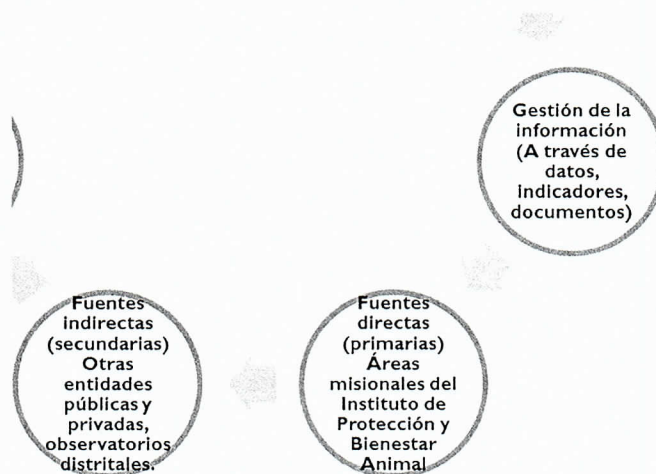 Gestión de la
información
(A través de
datos,
indicadores,
documentos)
Fuentes
indirectas
(secundarias)
Otras
entidades
públicas y
privadas,
observatorios
distritales.
Fuentes
directas
(primarias)
Áreas
misionales del
Instituto de
Protección y
Bienestar
Animal